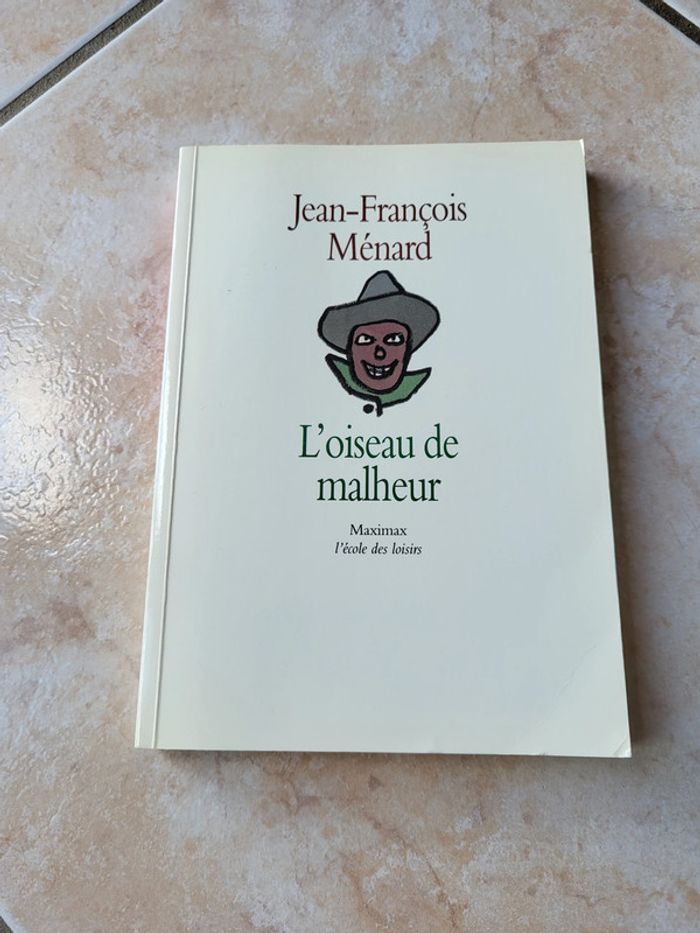 Jean-François
Ménard
L'oiseau de
malheur
Maximax
l'école des loisirs